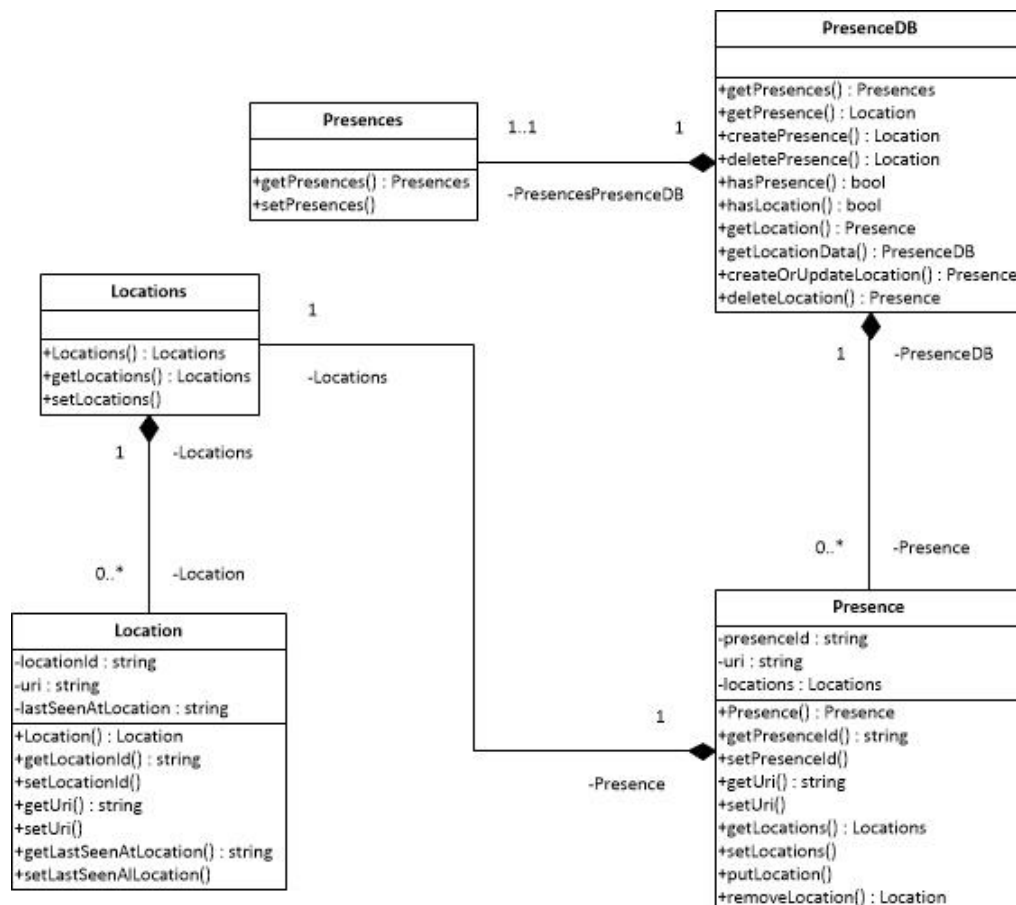 PresenceDB
+getPresences() : Presences
+getPresence() : Location
+createPresence() : Location
+deletePresence() : Location
+hasPresence() : bool
+hasLocation() : bool
+getLocation() : Presence
+getLocationData() : PresenceDB
+createOrUpdateLocation() : Presence
+deleteLocation() : Presence
Presences
+getPresences() : Presences
+setPresences()
1..1
1
-PresencesPresenceDB
Locations
+Locations() : Locations
+getLocations() : Locations
+setLocations()
1
-Locations
1
-PresenceDB
1
-Locations
0..*
-Location
0..*
-Presence
Location
-locationId : string
-uri : string
-lastSeenAtLocation : string
+Location() : Location
+getLocationId() : string
+setLocationId()
+getUri() : string
+setUri()
+getLastSeenAtLocation() : string
+setLastSeenAlLocation()
1
-Presence
Presence
-presenceId : string
-uri : string
-locations : Locations
+Presence() : Presence
+getPresenceId() : string
+setPresenceId()
+getUri() : string
+setUri()
+getLocations() : Locations
+setLocations()
+putLocation()
+removeLocation() : Location